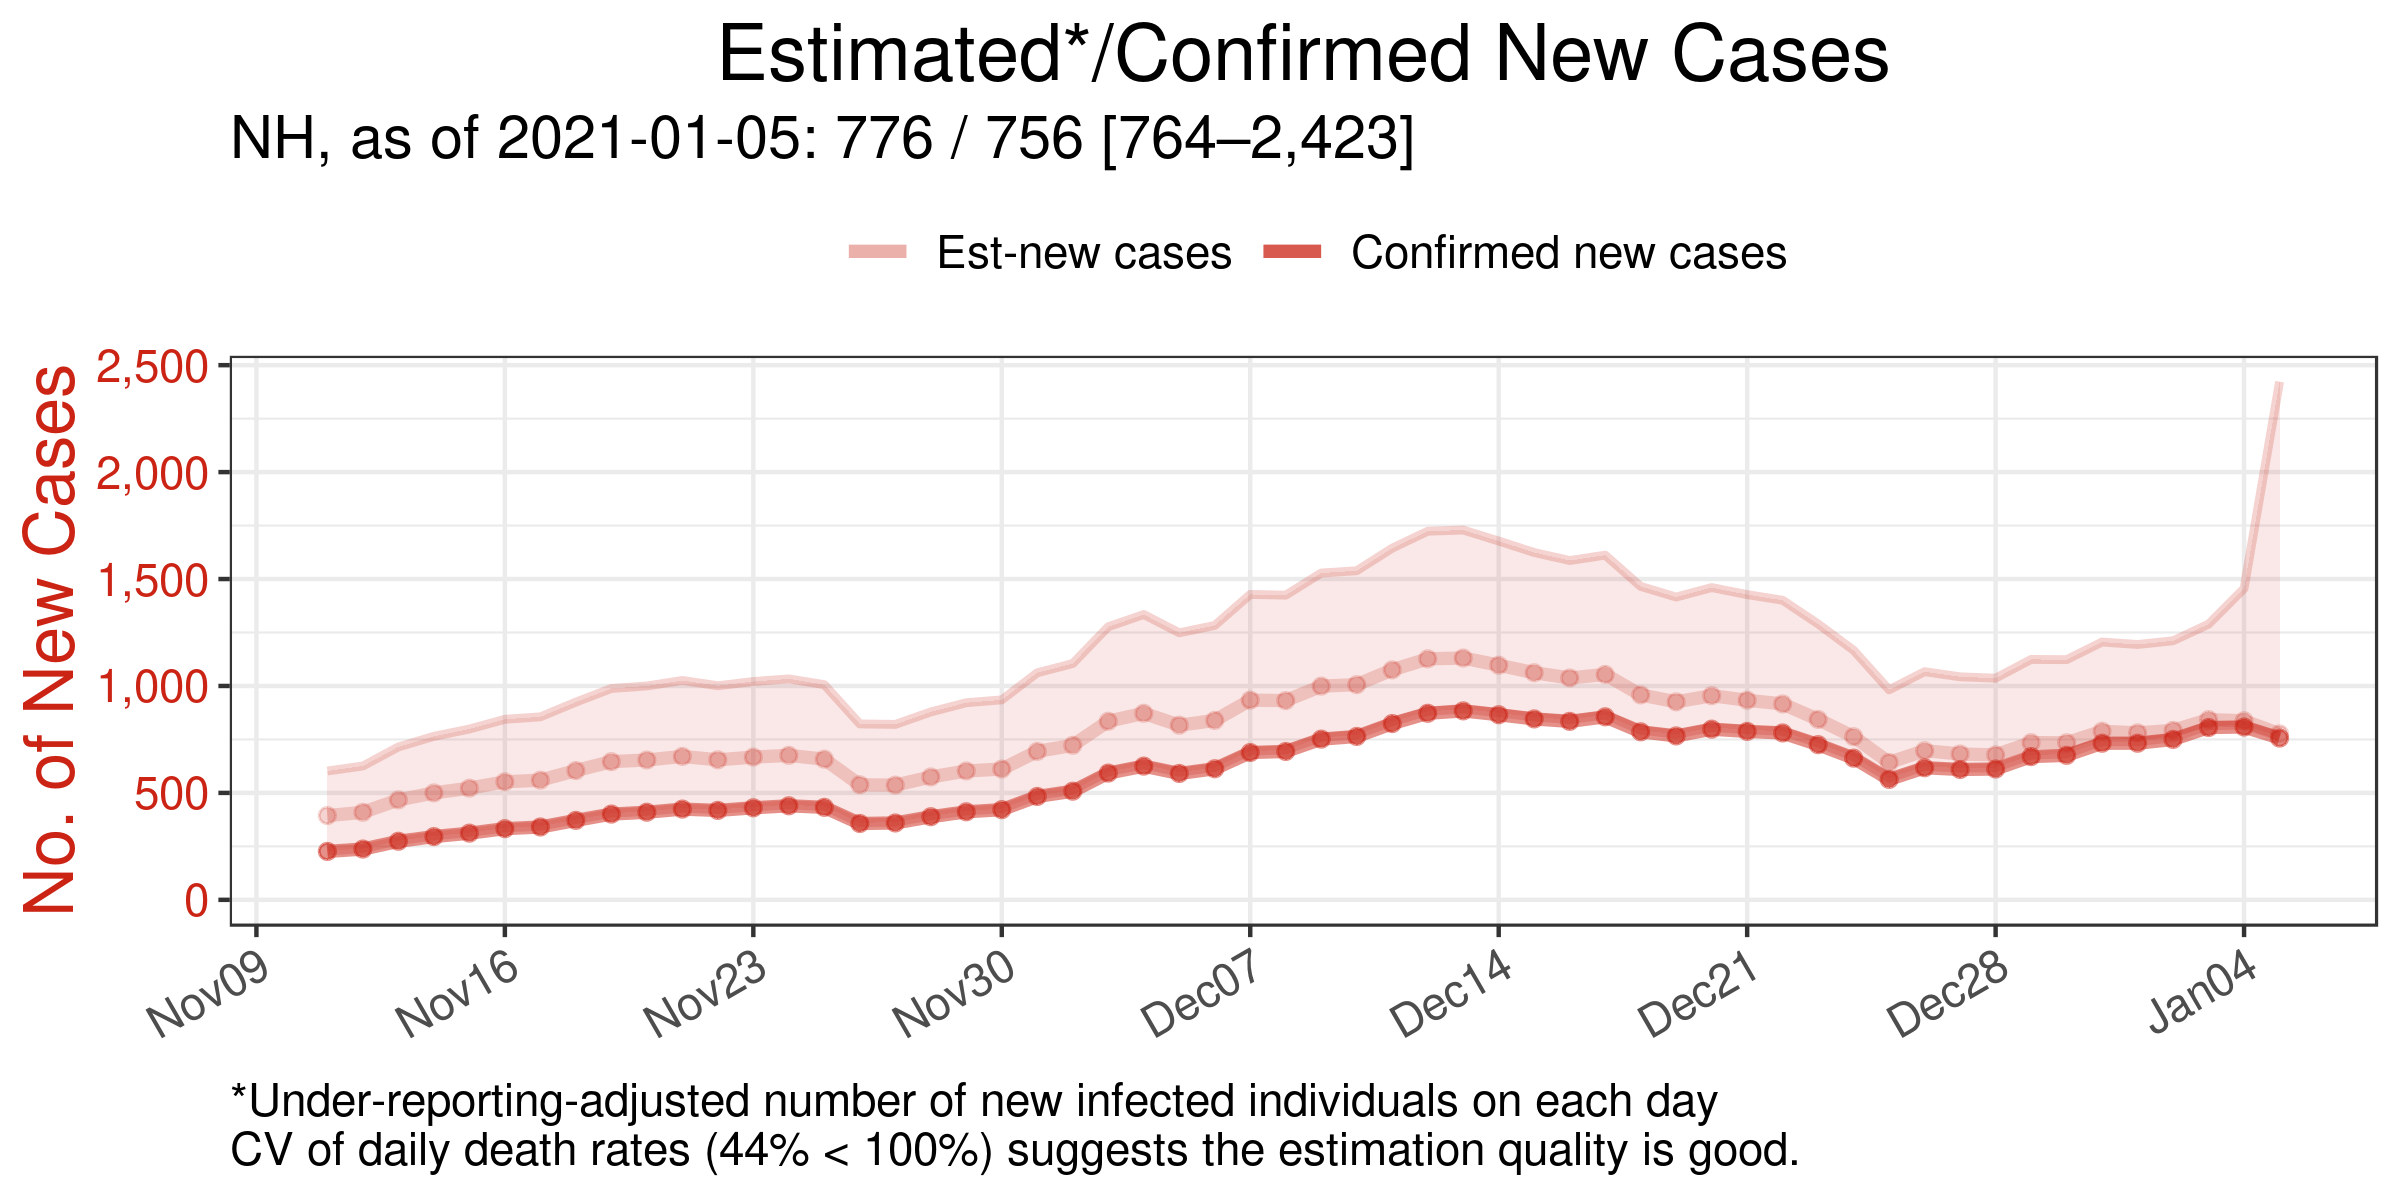 Estimated*/Confirmed New Cases
NH, as of 2021-01-05: 776 / 756 [764–2,423]
Est-new cases Confirmed new cases
No. of New Cases
2,500
2,000
1,500
1,000
500
0
Nov09 Nov16 Nov23 Nov30 Dec07 Dec14 Dec21 Dec28 Jan04
*Under-reporting-adjusted number of new infected individuals on each day
CV of daily death rates (44% < 100%) suggests the estimation quality is good.